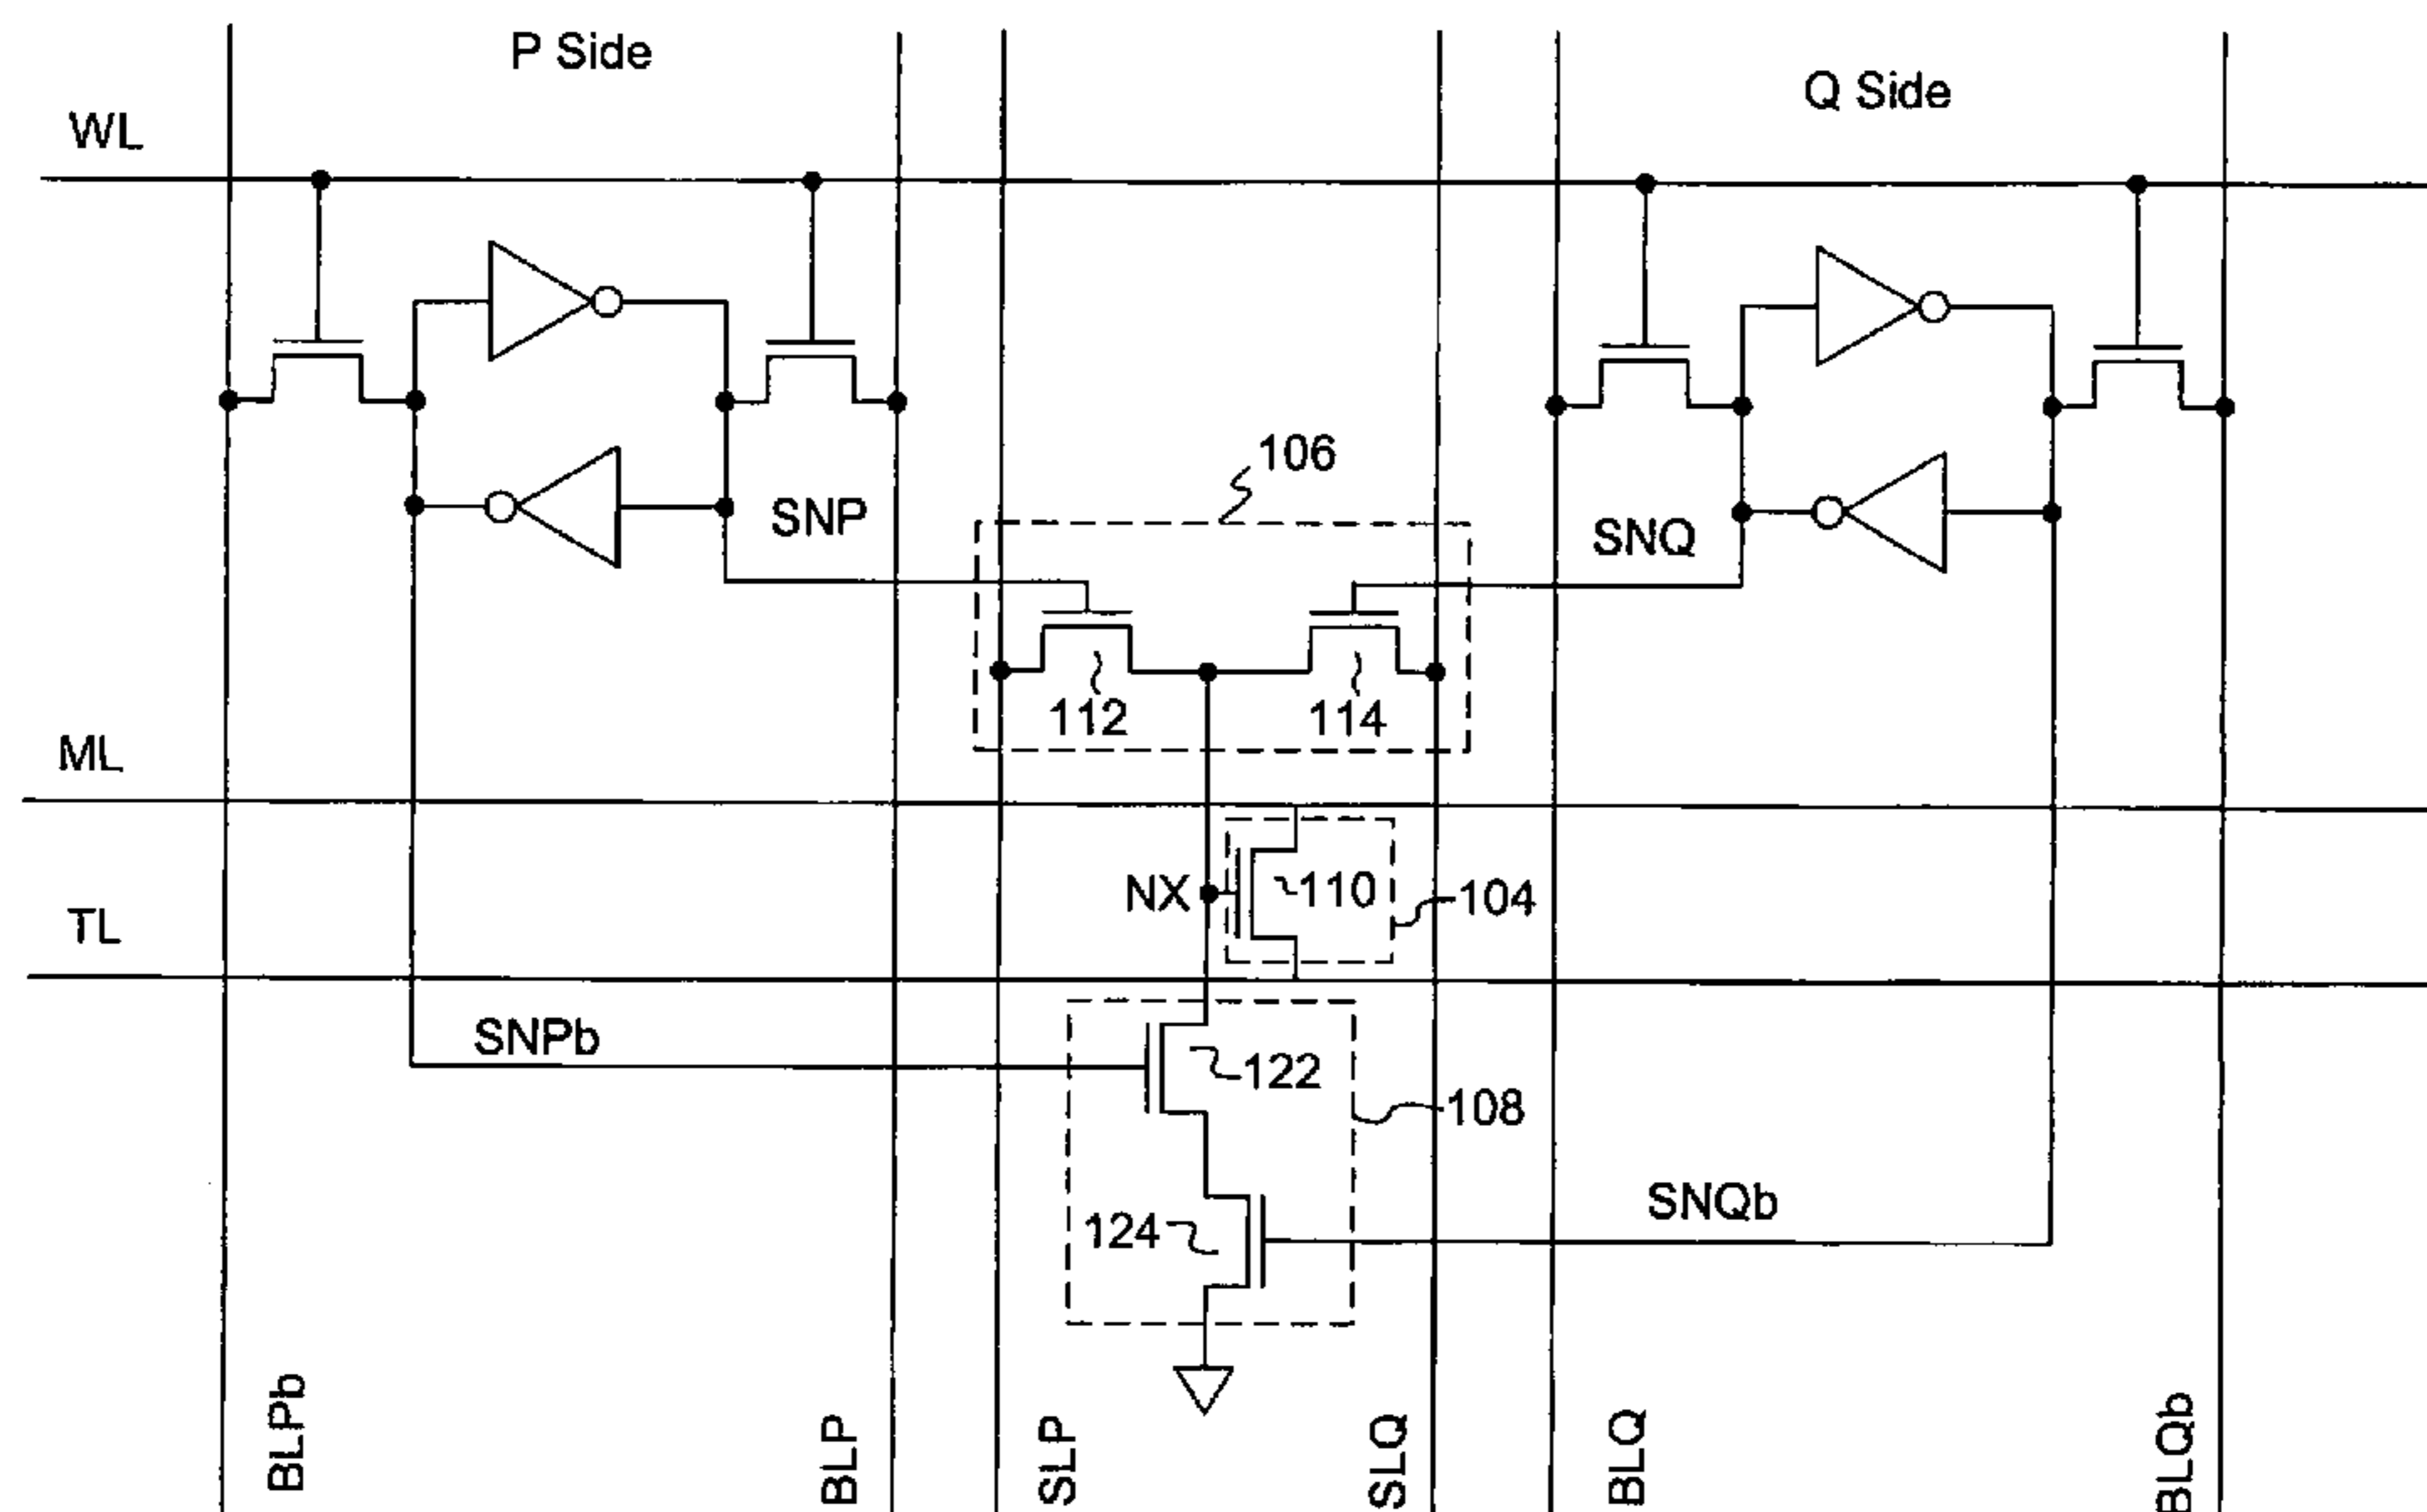 P Side
Q Side
WL
106
SNP
SNQ
112
114
ML
NX
110
104
TL
SNPb
122
108
124
SNQb
BLPb
BLP
SLP
SLQ
BLQ
BLQb